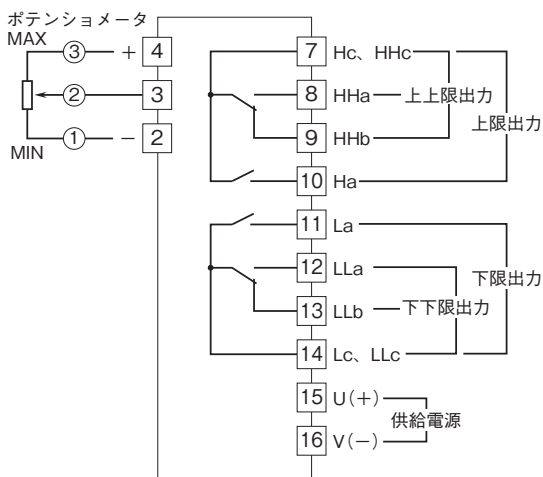 ポテンショメータ
MAX
③ + 4
② 3
① − 2
MIN
7 Hc、HHc
8 HHa 上上限出力
9 HHb
上限出力
10 Ha
11 La
12 LLa
下限出力
13 LLb 下下限出力
14 Lc、LLc
15 U(+)
供給電源
16 V(−)